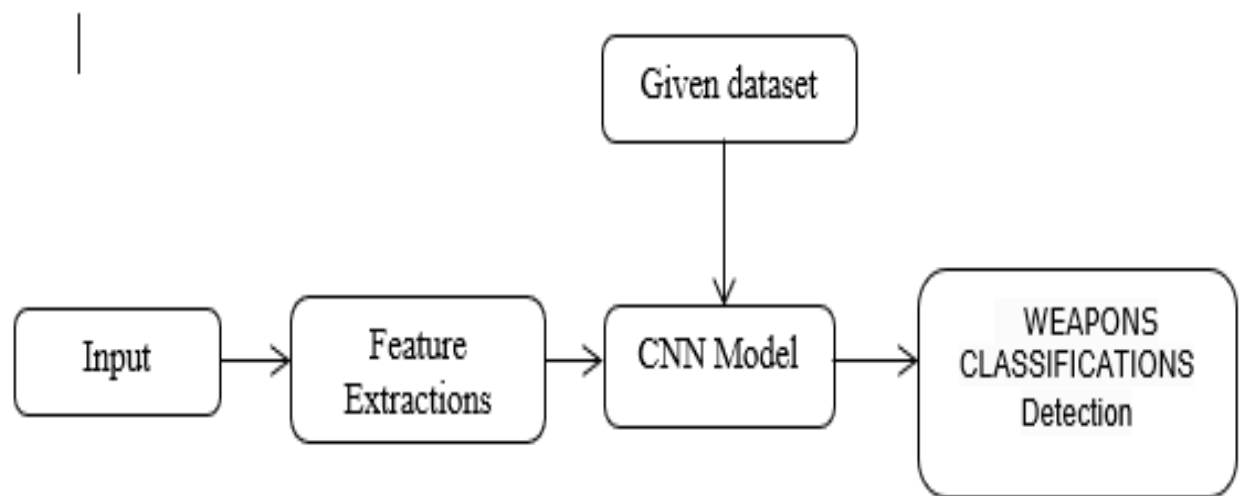 Given dataset
Input
Feature
Extractions
CNN Model
WEAPONS
CLASSIFICATIONS
Detection